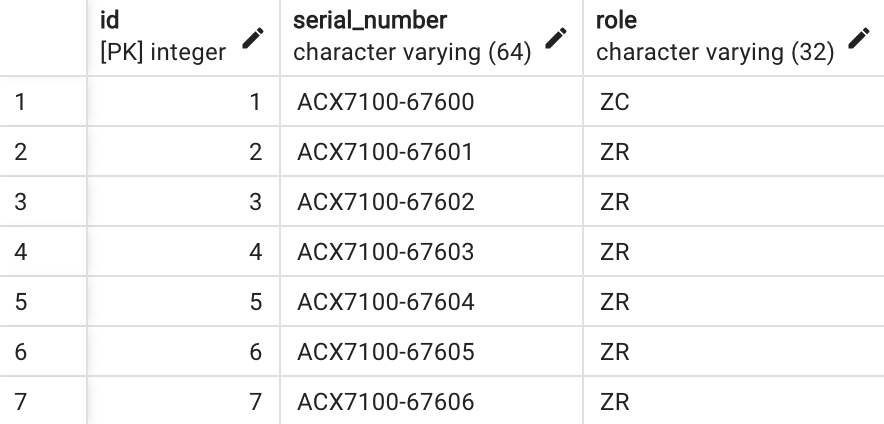 id serial_number role
[PK] integer character varying (64) character varying (32)
1 1 ACX7100-67600 ZC
2 2 ACX7100-67601 ZR
3 3 ACX7100-67602 ZR
4 4 ACX7100-67603 ZR
5 5 ACX7100-67604 ZR
6 6 ACX7100-67605 ZR
7 7 ACX7100-67606 ZR